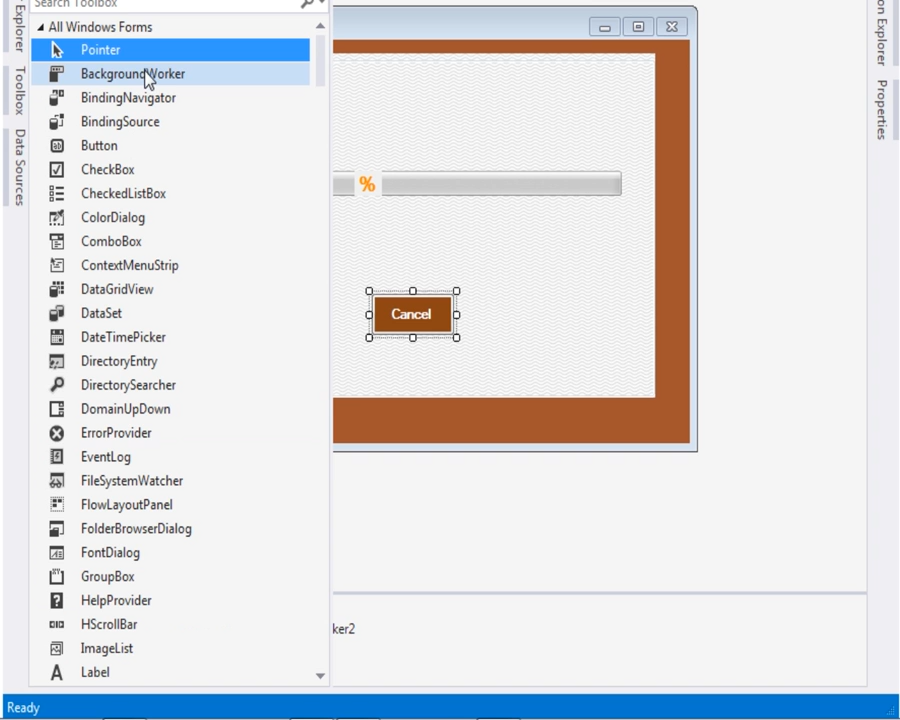 Search Toolbox
Explorer
Toolbox
Data Sources
All Windows Forms
Pointer
BackgroundWorker
BindingNavigator
BindingSource
Button
CheckBox
CheckedListBox
ColorDialog
ComboBox
ContextMenuStrip
DataGridView
DataSet
DateTimePicker
DirectoryEntry
DirectorySearcher
DomainUpDown
ErrorProvider
EventLog
FileSystemWatcher
FlowLayoutPanel
FolderBrowserDialog
FontDialog
GroupBox
HelpProvider
HScrollBar
ImageList
A Label
%
Cancel
ker2
on Explorer
Properties
Ready